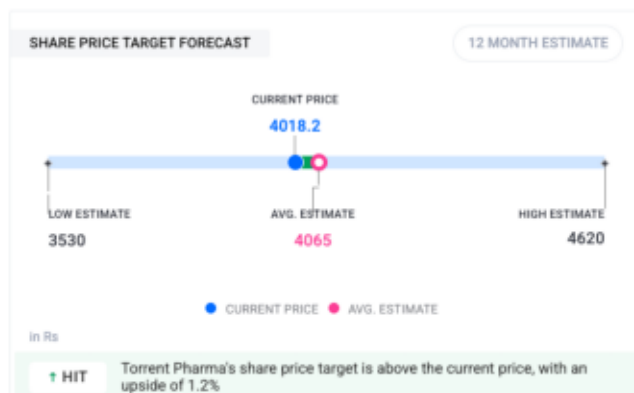 SHARE PRICE TARGET FORECAST
12 MONTH ESTIMATE
CURRENT PRICE
4018.2
LOW ESTIMATE
AVG. ESTIMATE
HIGH ESTIMATE
3530
4065
4620
CURRENT PRICE
AVG. ESTIMATE
in Rs
↑ HIT
Torrent Pharma's share price target is above the current price, with an
upside of 1.2%